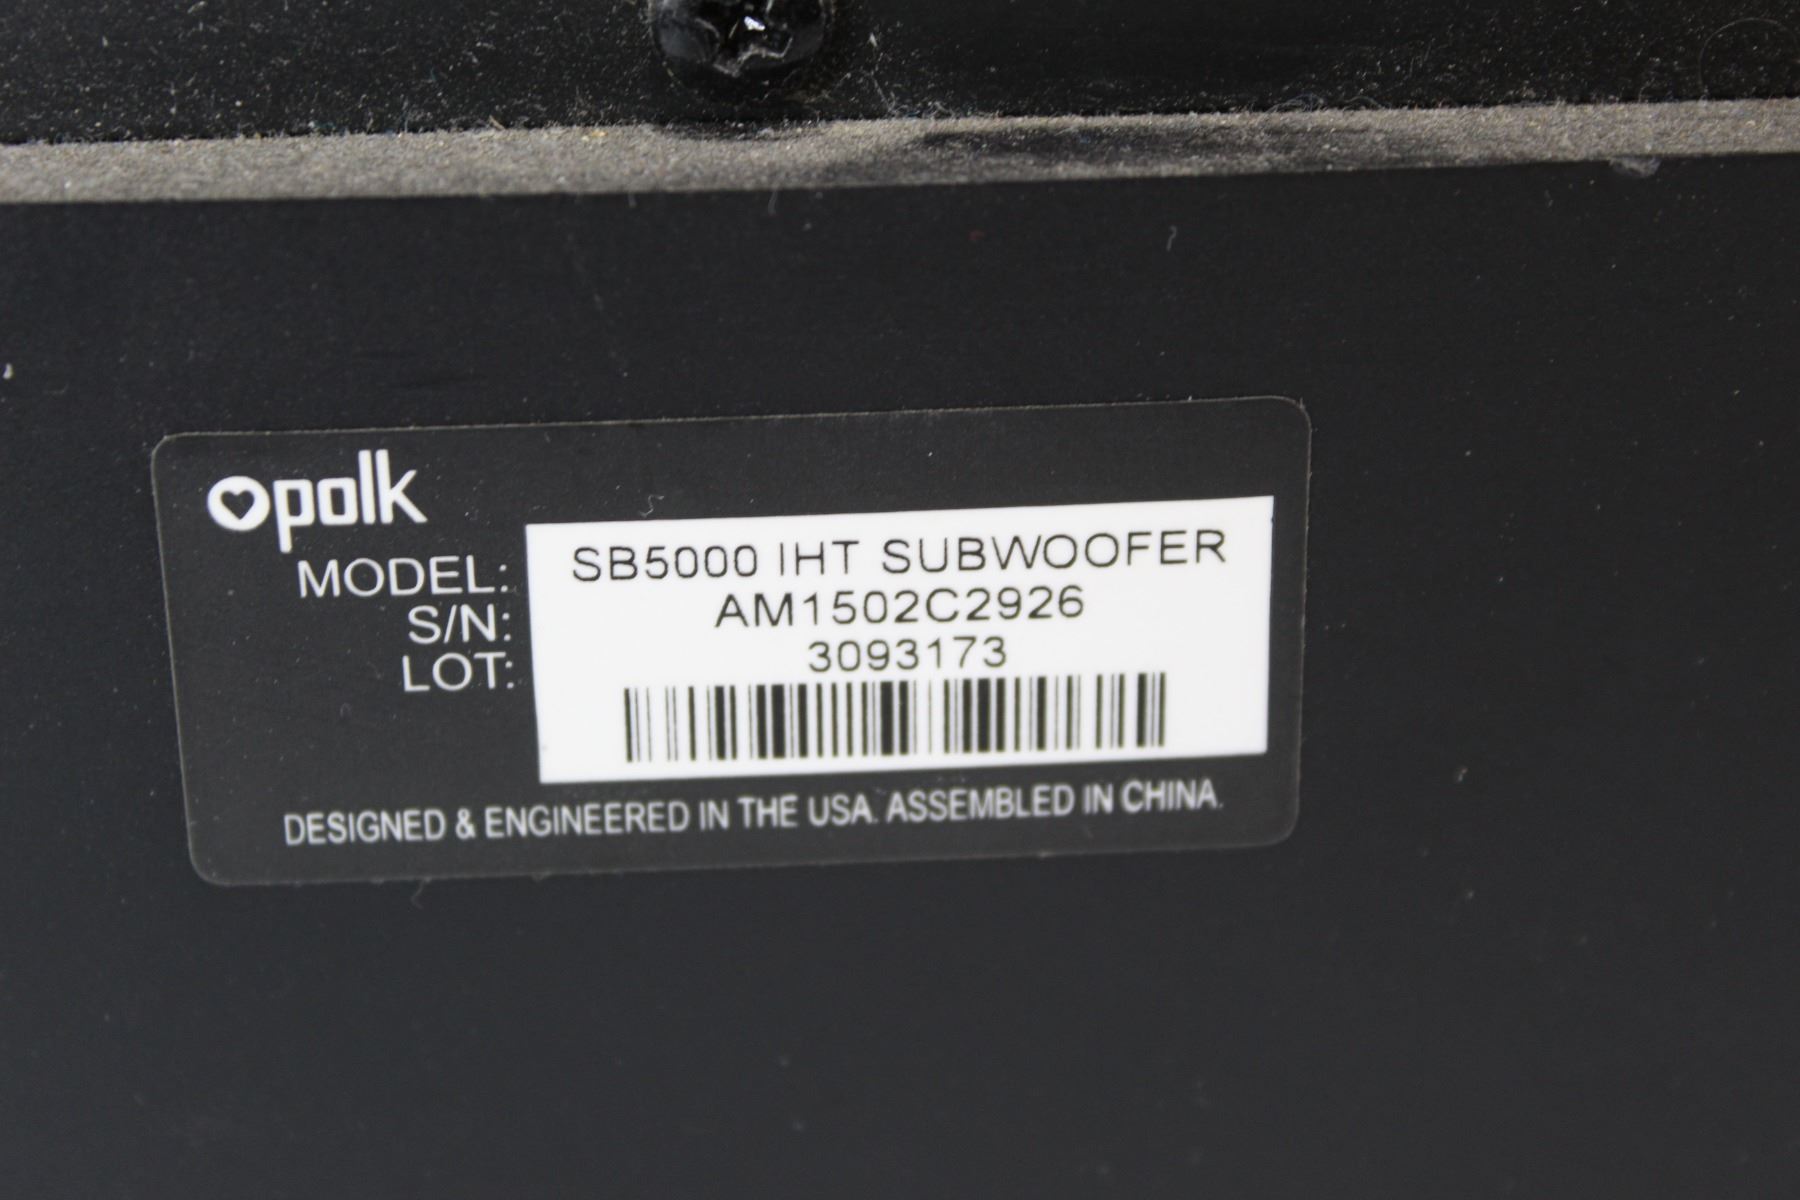 polk
MODEL: SB5000 IHT SUBWOOFER
S/N: AM1502C2926
LOT: 3093173
DESIGNED & ENGINEERED IN THE USA. ASSEMBLED IN CHINA.